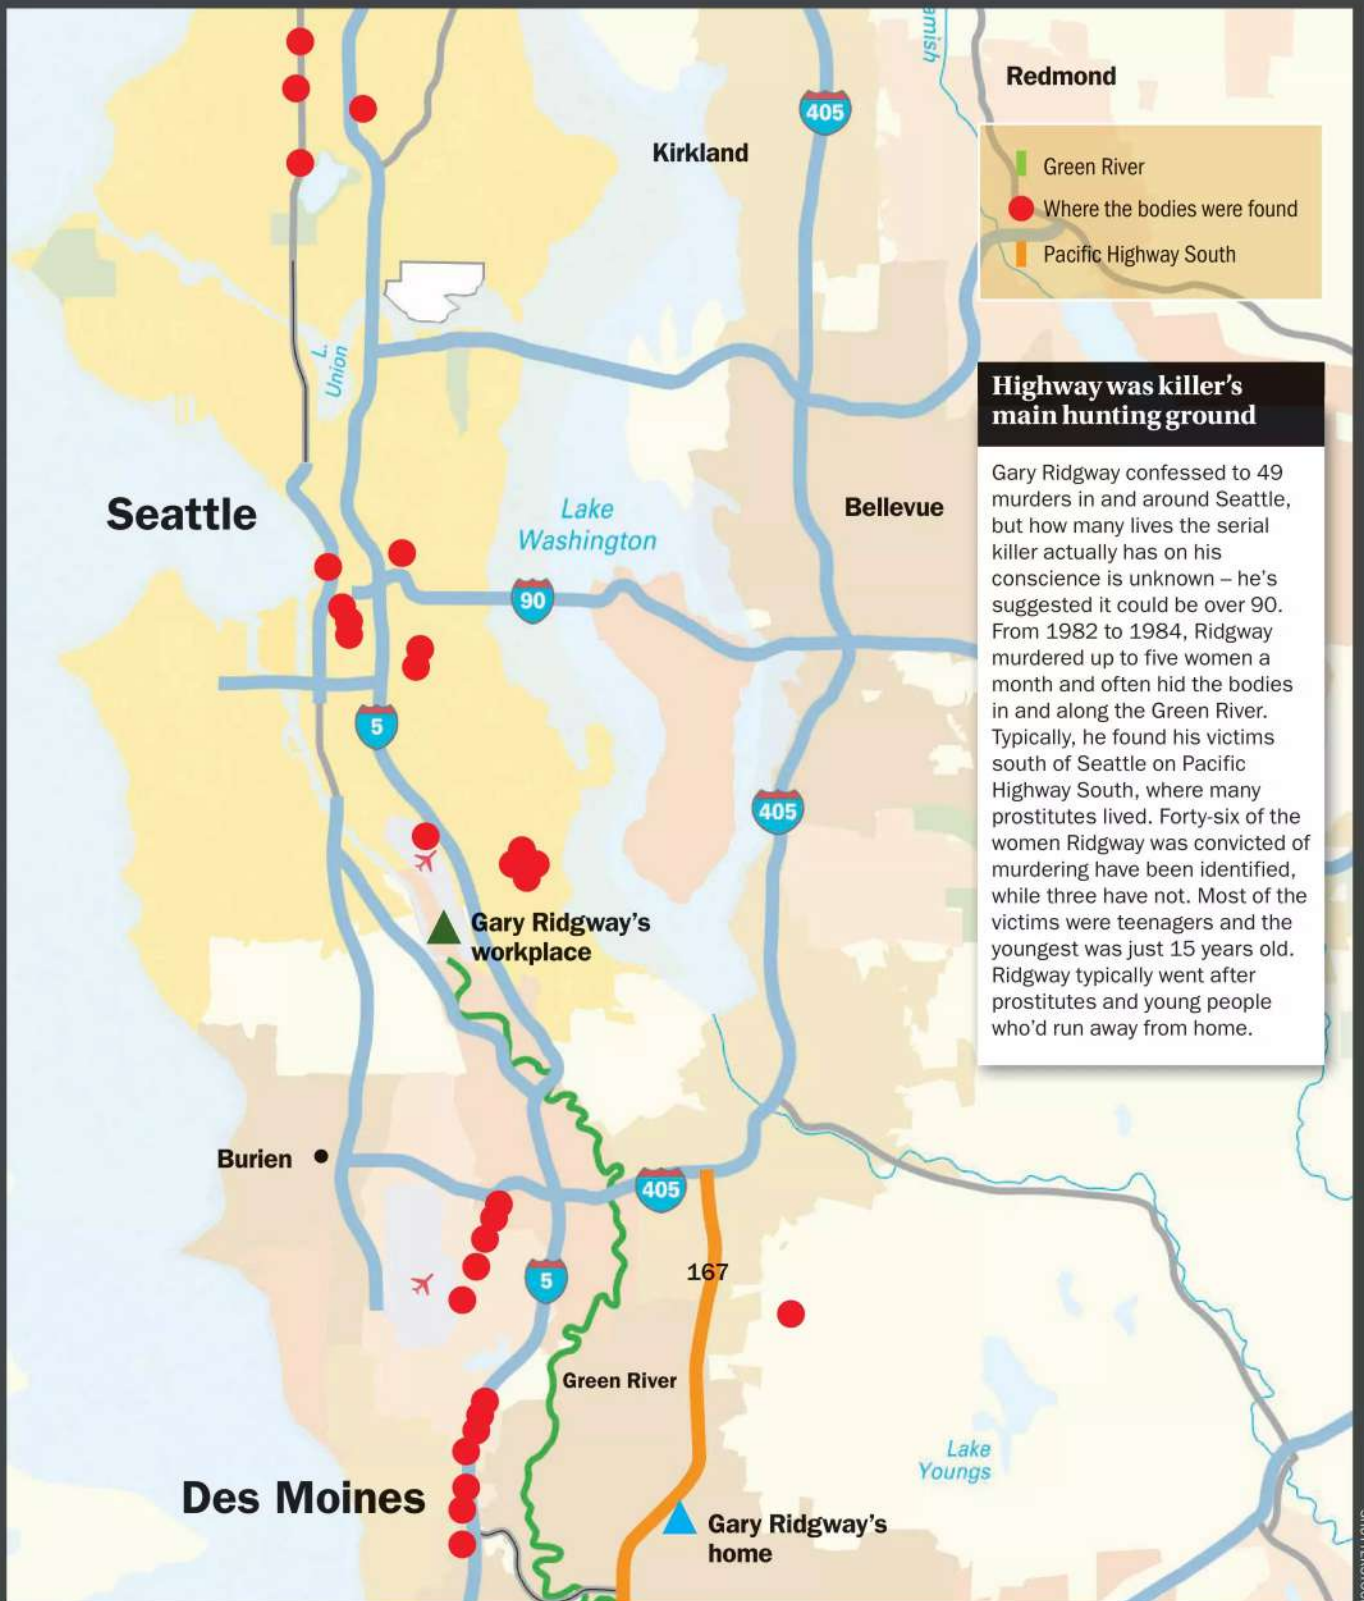 amish
Redmond
405
Kirkland
Green River
Where the bodies were found
Pacific Highway South
L.
Union
Highway was killer's
main hunting ground
Gary Ridgway confessed to 49
murders in and around Seattle,
but how many lives the serial
killer actually has on his
conscience is unknown – he's
suggested it could be over 90.
From 1982 to 1984, Ridgway
murdered up to five women a
month and often hid the bodies
in and along the Green River.
Typically, he found his victims
south of Seattle on Pacific
Highway South, where many
prostitutes lived. Forty-six of the
women Ridgway was convicted of
murdering have been identified,
while three have not. Most of the
victims were teenagers and the
youngest was just 15 years old.
Ridgway typically went after
prostitutes and young people
who'd run away from home.
Seattle
Lake
Washington
Bellevue
90
5
405
Gary Ridgway's
workplace
Burien
405
167
5
Green River
Lake
Youngs
Des Moines
Gary Ridgway's
home